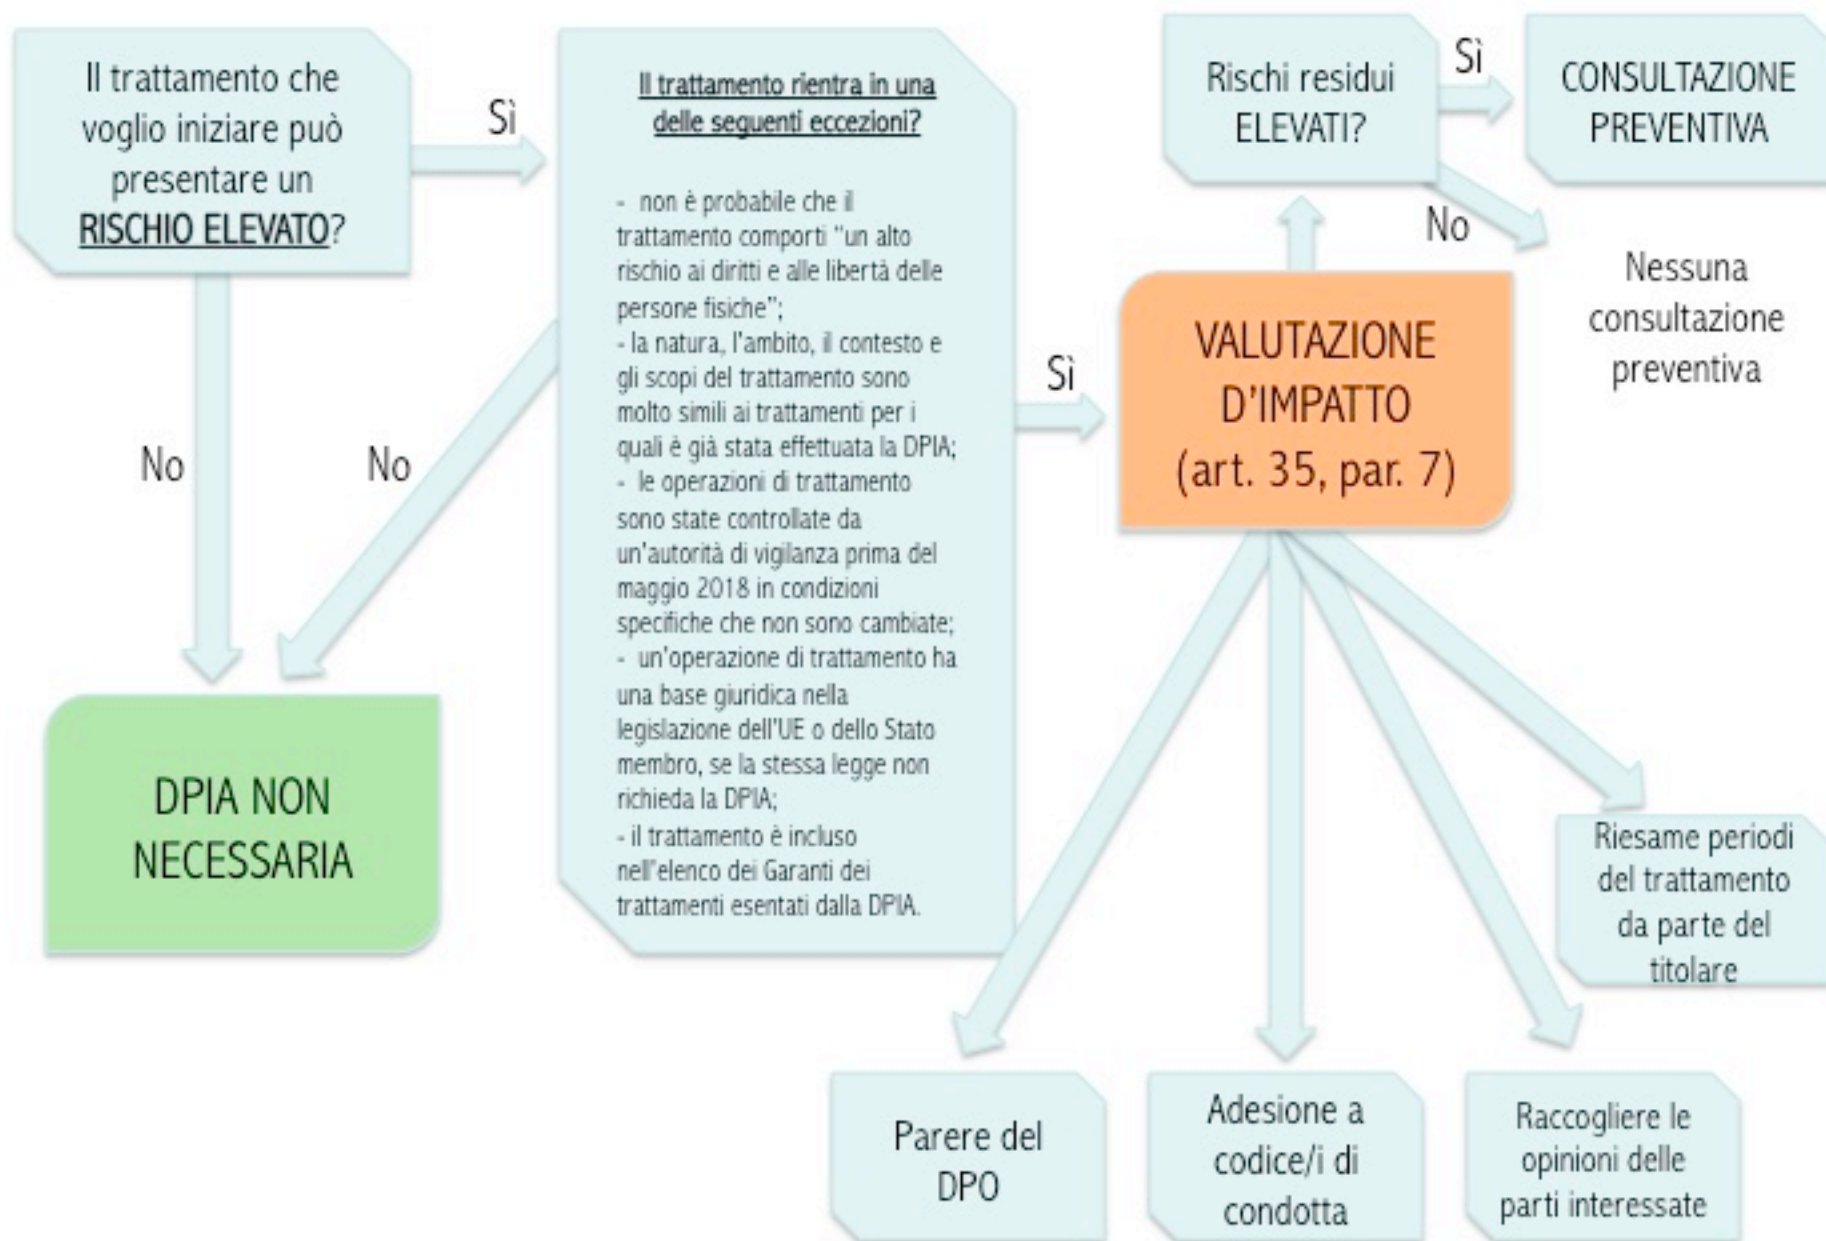 Il trattamento che
voglio iniziare può
presentare un
RISCHIO ELEVATO?
Sì
No
Il trattamento rientra in una
delle seguenti eccezioni?
- non è probabile che il
trattamento comporti "un alto
rischio ai diritti e alle libertà delle
persone fisiche";
- la natura, l'ambito, il contesto e
gli scopi del trattamento sono
molto simili ai trattamenti per i
quali è già stata effettuata la DPIA;
- le operazioni di trattamento
sono state controllate da
un'autorità di vigilanza prima del
maggio 2018 in condizioni
specifiche che non sono cambiate;
- un'operazione di trattamento ha
una base giuridica nella
legislazione dell'UE o dello Stato
membro, se la stessa legge non
richieda la DPIA;
- il trattamento è incluso
nell'elenco dei Garanti dei
trattamenti esentati dalla DPIA.
No
DPIA NON
NECESSARIA
Sì
VALUTAZIONE
D'IMPATTO
(art. 35, par. 7)
Rischi residui
ELEVATI?
Sì
CONSULTAZIONE
PREVENTIVA
No
Nessuna
consultazione
preventiva
Parere del
DPO
Adesione a
codice/i di
condotta
Raccogliere le
opinioni delle
parti interessate
Riesame periodi
del trattamento
da parte del
titolare